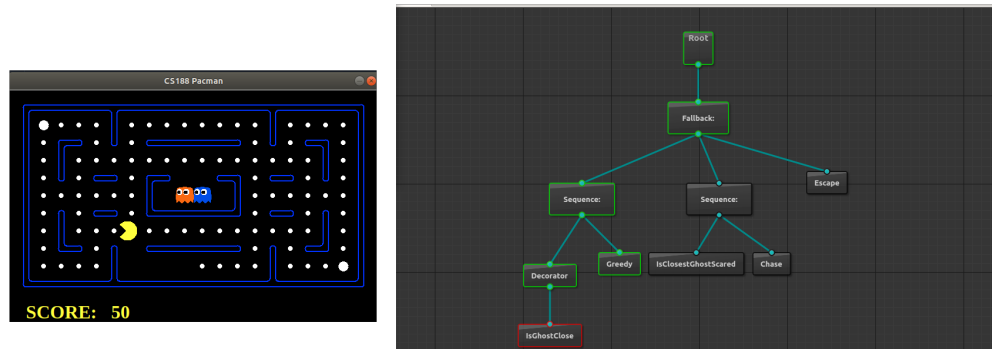 CS188 Pacman
SCORE: 50
Root
Fallback:
Sequence:
Sequence:
Escape
Decorator
Greedy
IsClosestGhostScared
Chase
IsGhostClose